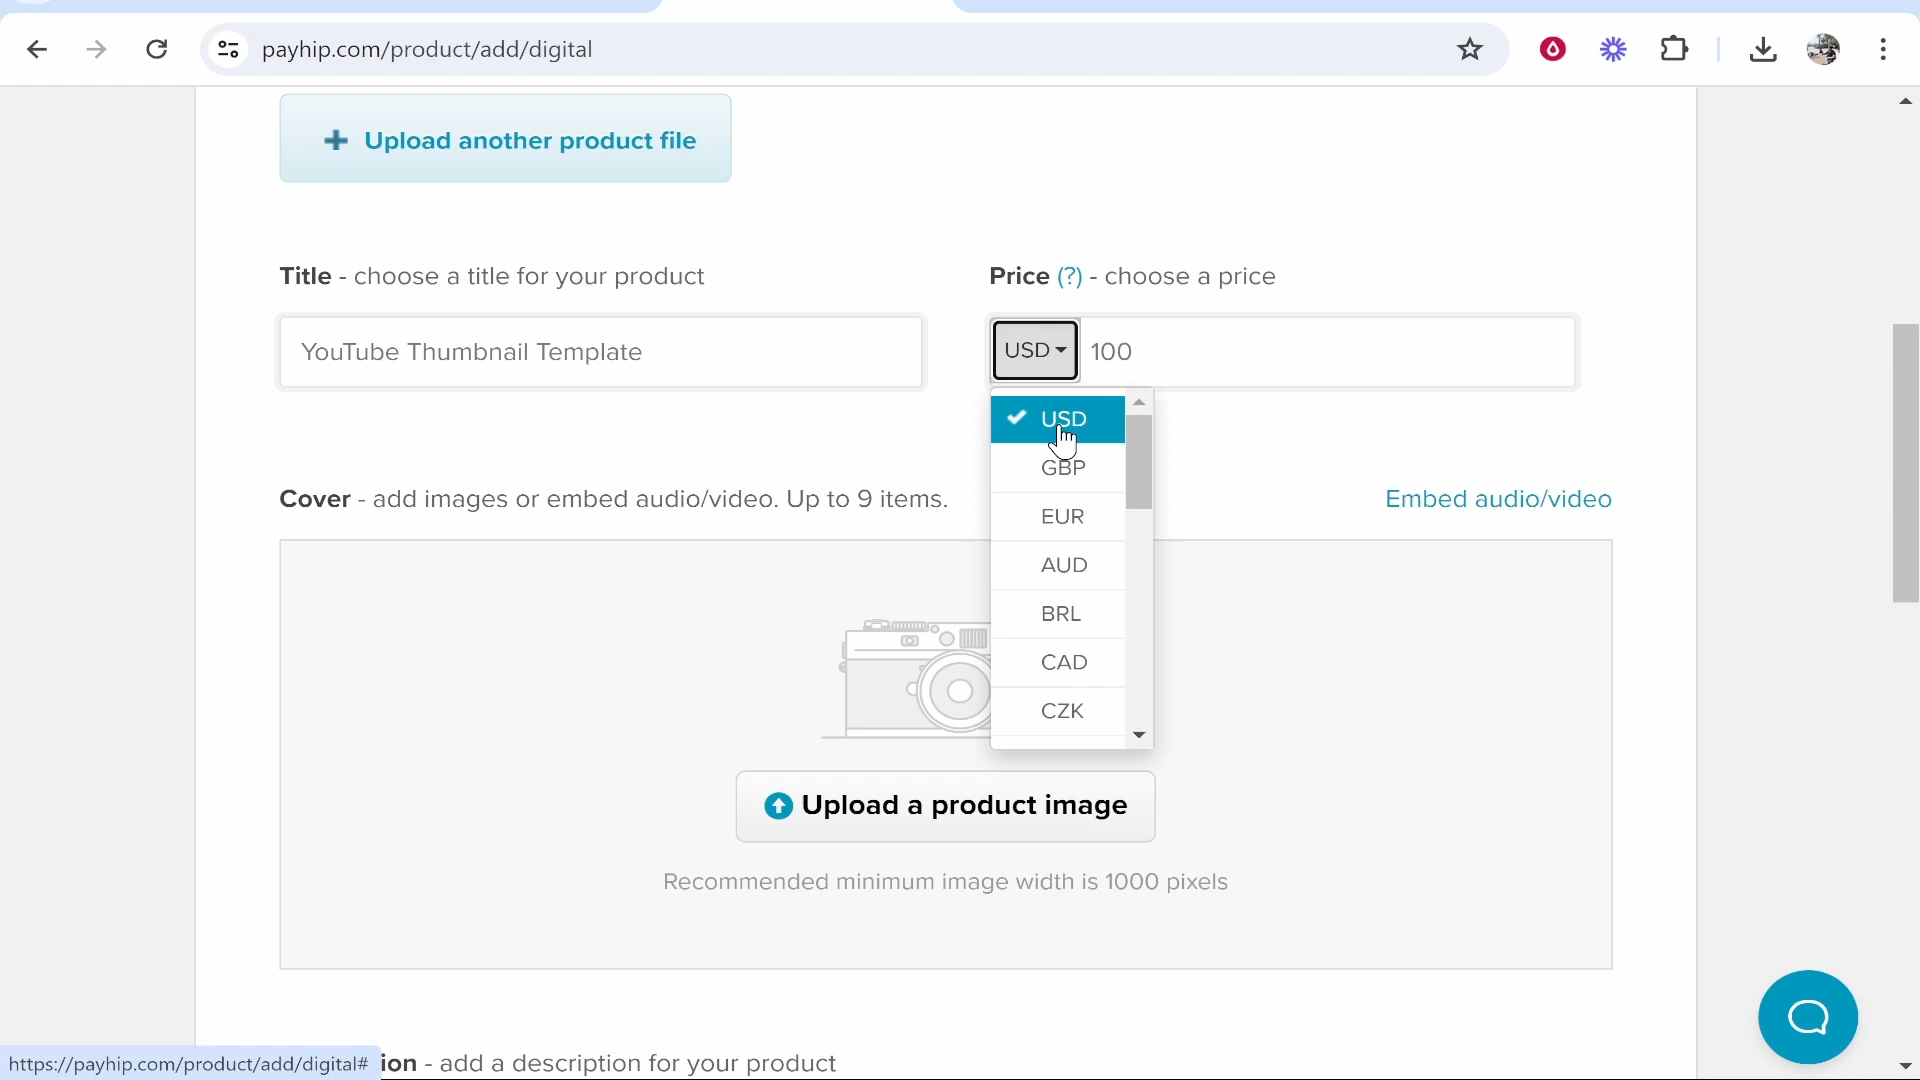 payhip.com/product/add/digital
Upload another product file
Title - choose a title for your product
Price (?) - choose a price
YouTube Thumbnail Template
USD
100
USD
GBP
EUR
AUD
BRL
CAD
CZK
Cover - add images or embed audio/video. Up to 9 items.
Embed audio/video
Upload a product image
Recommended minimum image width is 1000 pixels
https://payhip.com/product/add/digital#
ion - add a description for your product